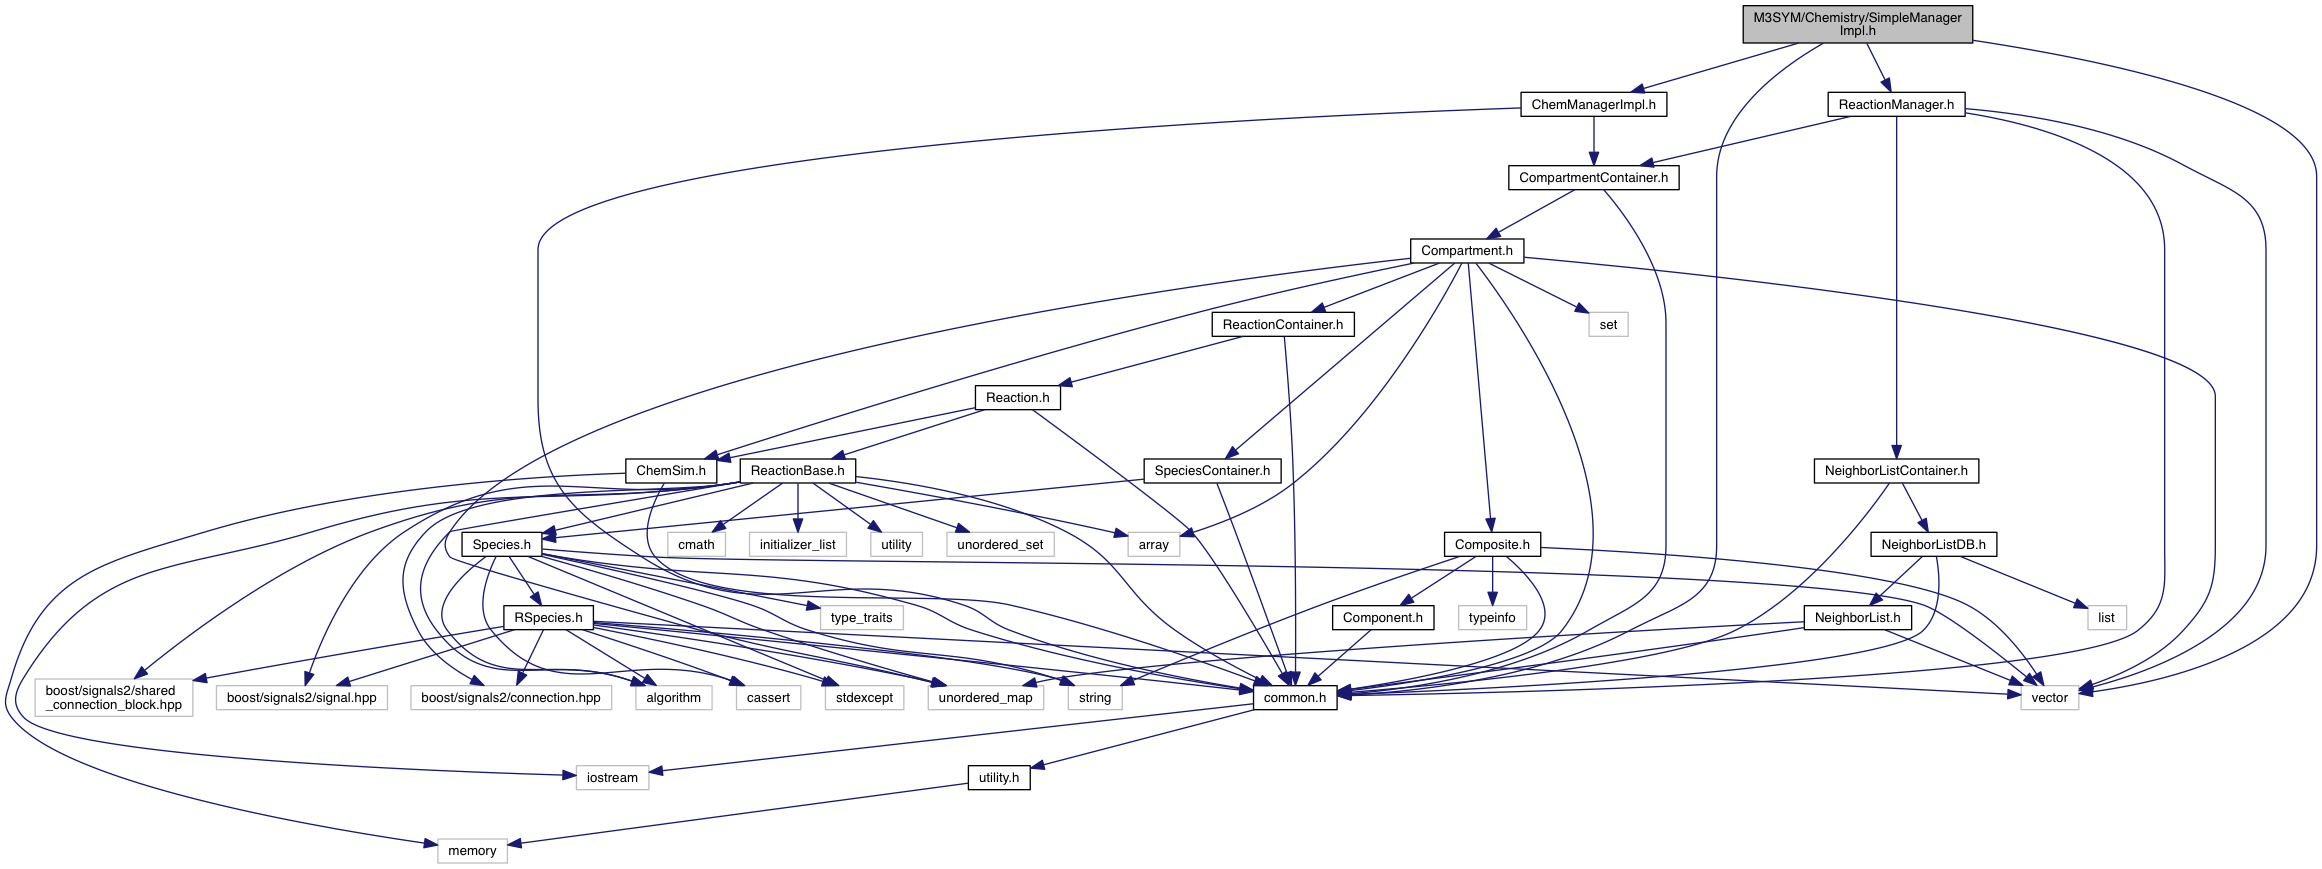 M3SYM/Chemistry/SimpleManager
Impl.h
ChemManagerImpl.h
ReactionManager.h
CompartmentContainer.h
Compartment.h
ReactionContainer.h
set
Reaction.h
ChemSim.h
ReactionBase.h
SpeciesContainer.h
NeighborListContainer.h
Species.h
cmath
initializer_list
utility
unordered_set
array
Composite.h
NeighborListDB.h
RSpecies.h
type_traits
Component.h
typeinfo
NeighborList.h
list
boost/signals2/shared
_connection_block.hpp
boost/signals2/signal.hpp
boost/signals2/connection.hpp
algorithm
cassert
stdexcept
unordered_map
string
common.h
vector
iostream
utility.h
memory